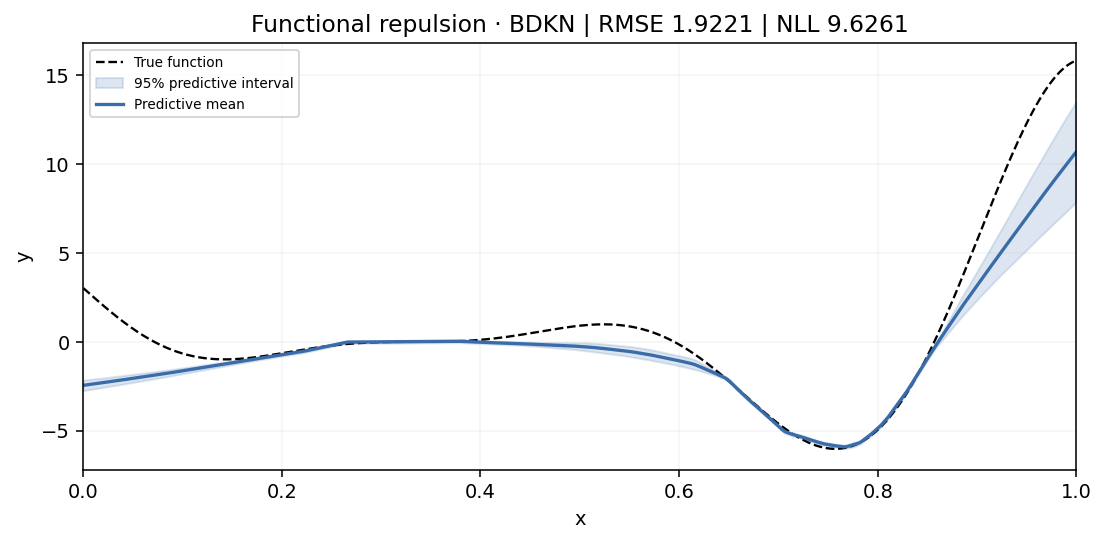 Functional repulsion · BDKN | RMSE 1.9221 | NLL 9.6261
True function
95% predictive interval
Predictive mean
15
10
5
0
−5
y
0.0 0.2 0.4 0.6 0.8 1.0
x